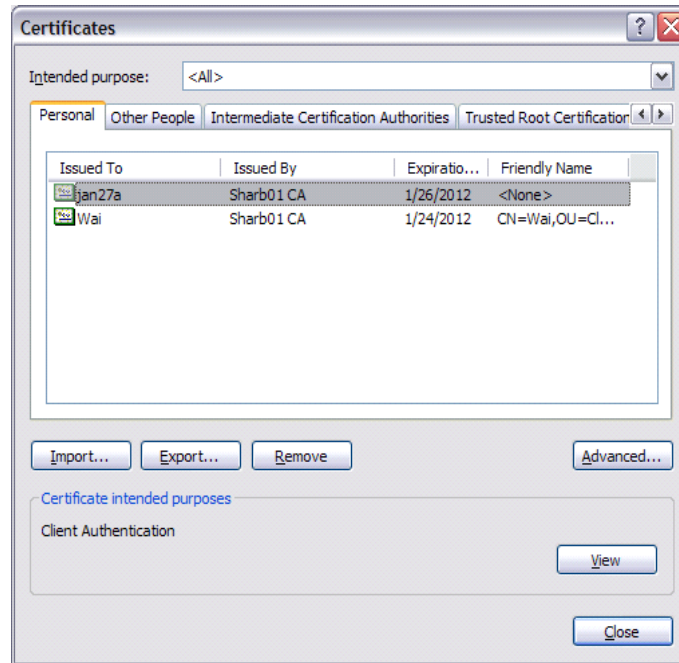 Certificates
Intended purpose: <All>
Personal Other People Intermediate Certification Authorities Trusted Root Certification
Issued To Issued By Expiratio... Friendly Name
jan27a Sharb01 CA 1/26/2012 <None>
Wai Sharb01 CA 1/24/2012 CN=Wai,OU=Cl...
Import... Export... Remove Advanced...
Certificate intended purposes
Client Authentication
View
Close